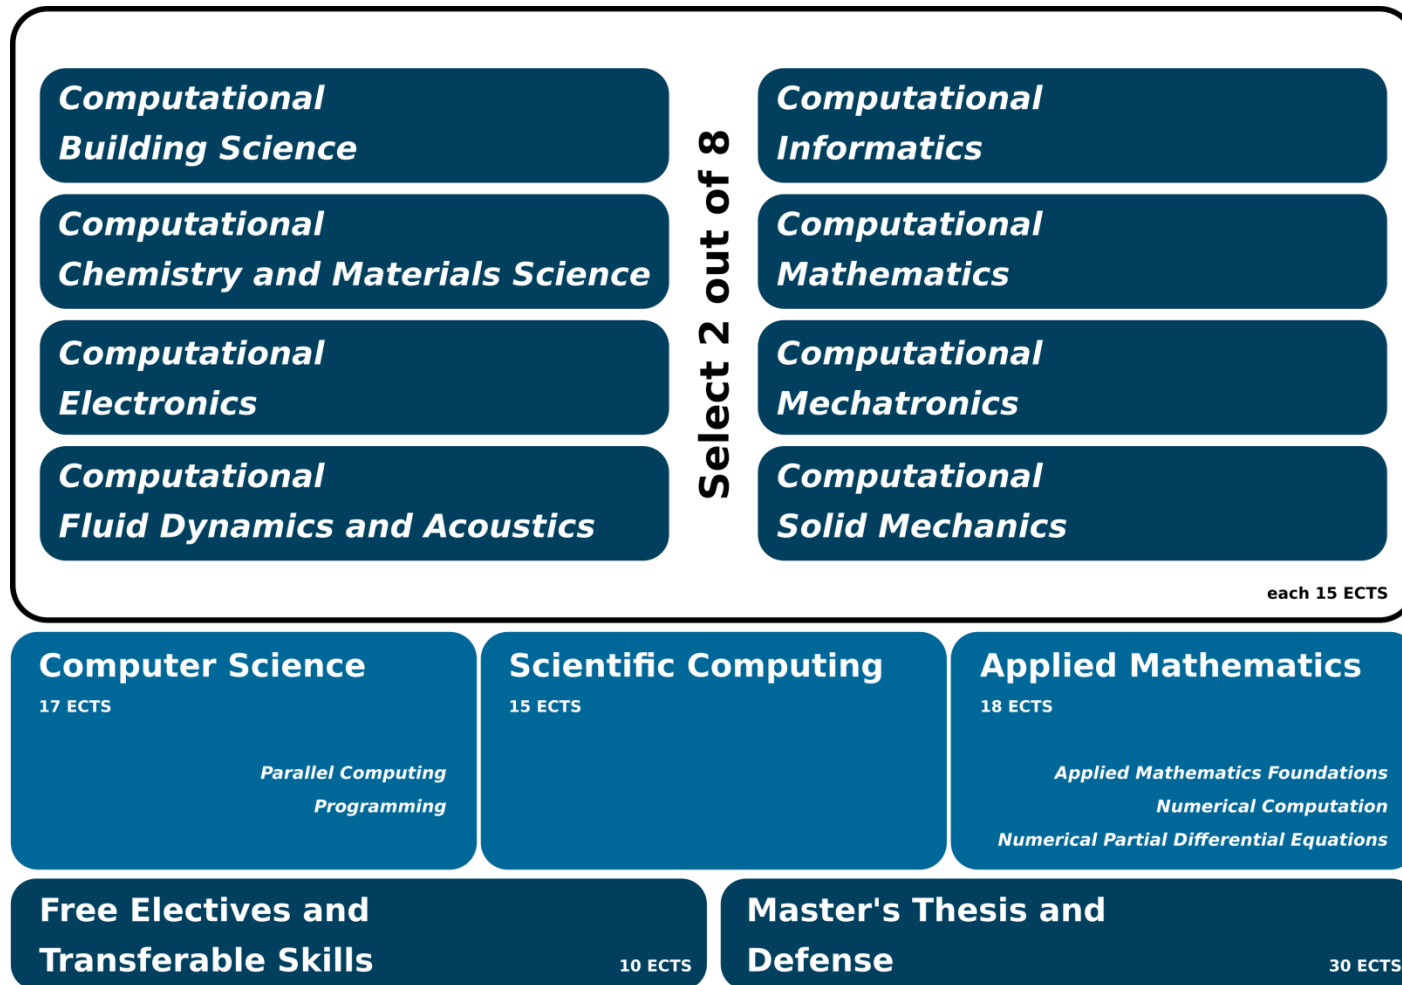 Computational
Building Science
Computational
Chemistry and Materials Science
Computational
Electronics
Computational
Fluid Dynamics and Acoustics
Select 2 out of 8
Computational
Informatics
Computational
Mathematics
Computational
Mechatronics
Computational
Solid Mechanics
each 15 ECTS
Computer Science
17 ECTS
Parallel Computing
Programming
Scientific Computing
15 ECTS
Applied Mathematics
18 ECTS
Applied Mathematics Foundations
Numerical Computation
Numerical Partial Differential Equations
Free Electives and
Transferable Skills
10 ECTS
Master's Thesis and
Defense
30 ECTS